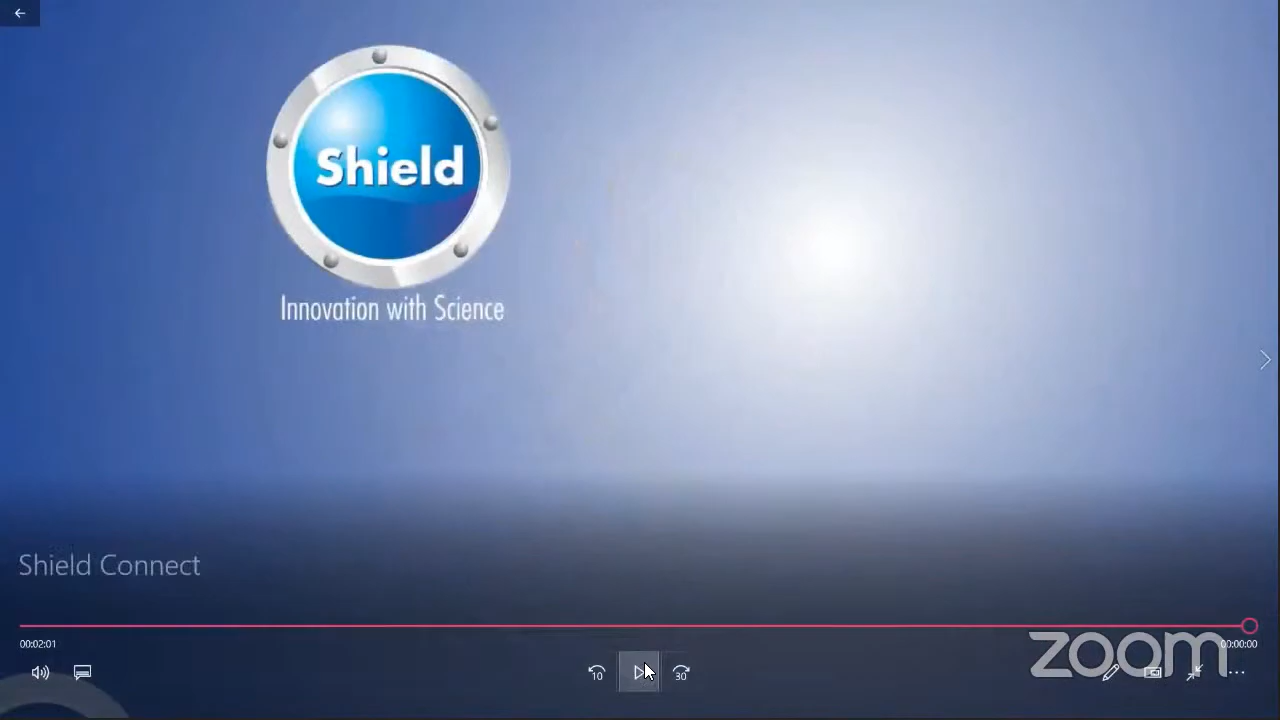 Shield
Innovation with Science
Shield Connect
00:02:01
00:00:00
10
30
zoom